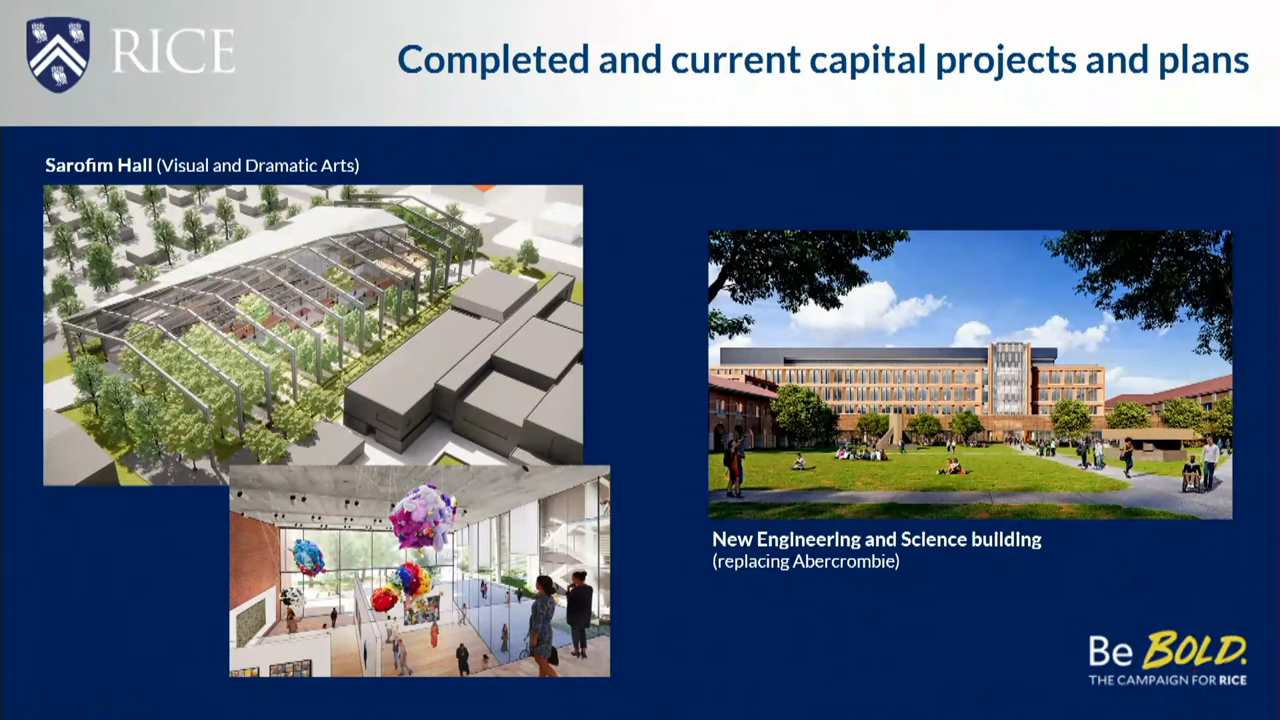 RICE
Completed and current capital projects and plans
Sarofim Hall (Visual and Dramatic Arts)
New Engineering and Science building
(replacing Abercrombie)
Be BOLD.
THE CAMPAIGN FOR RICE